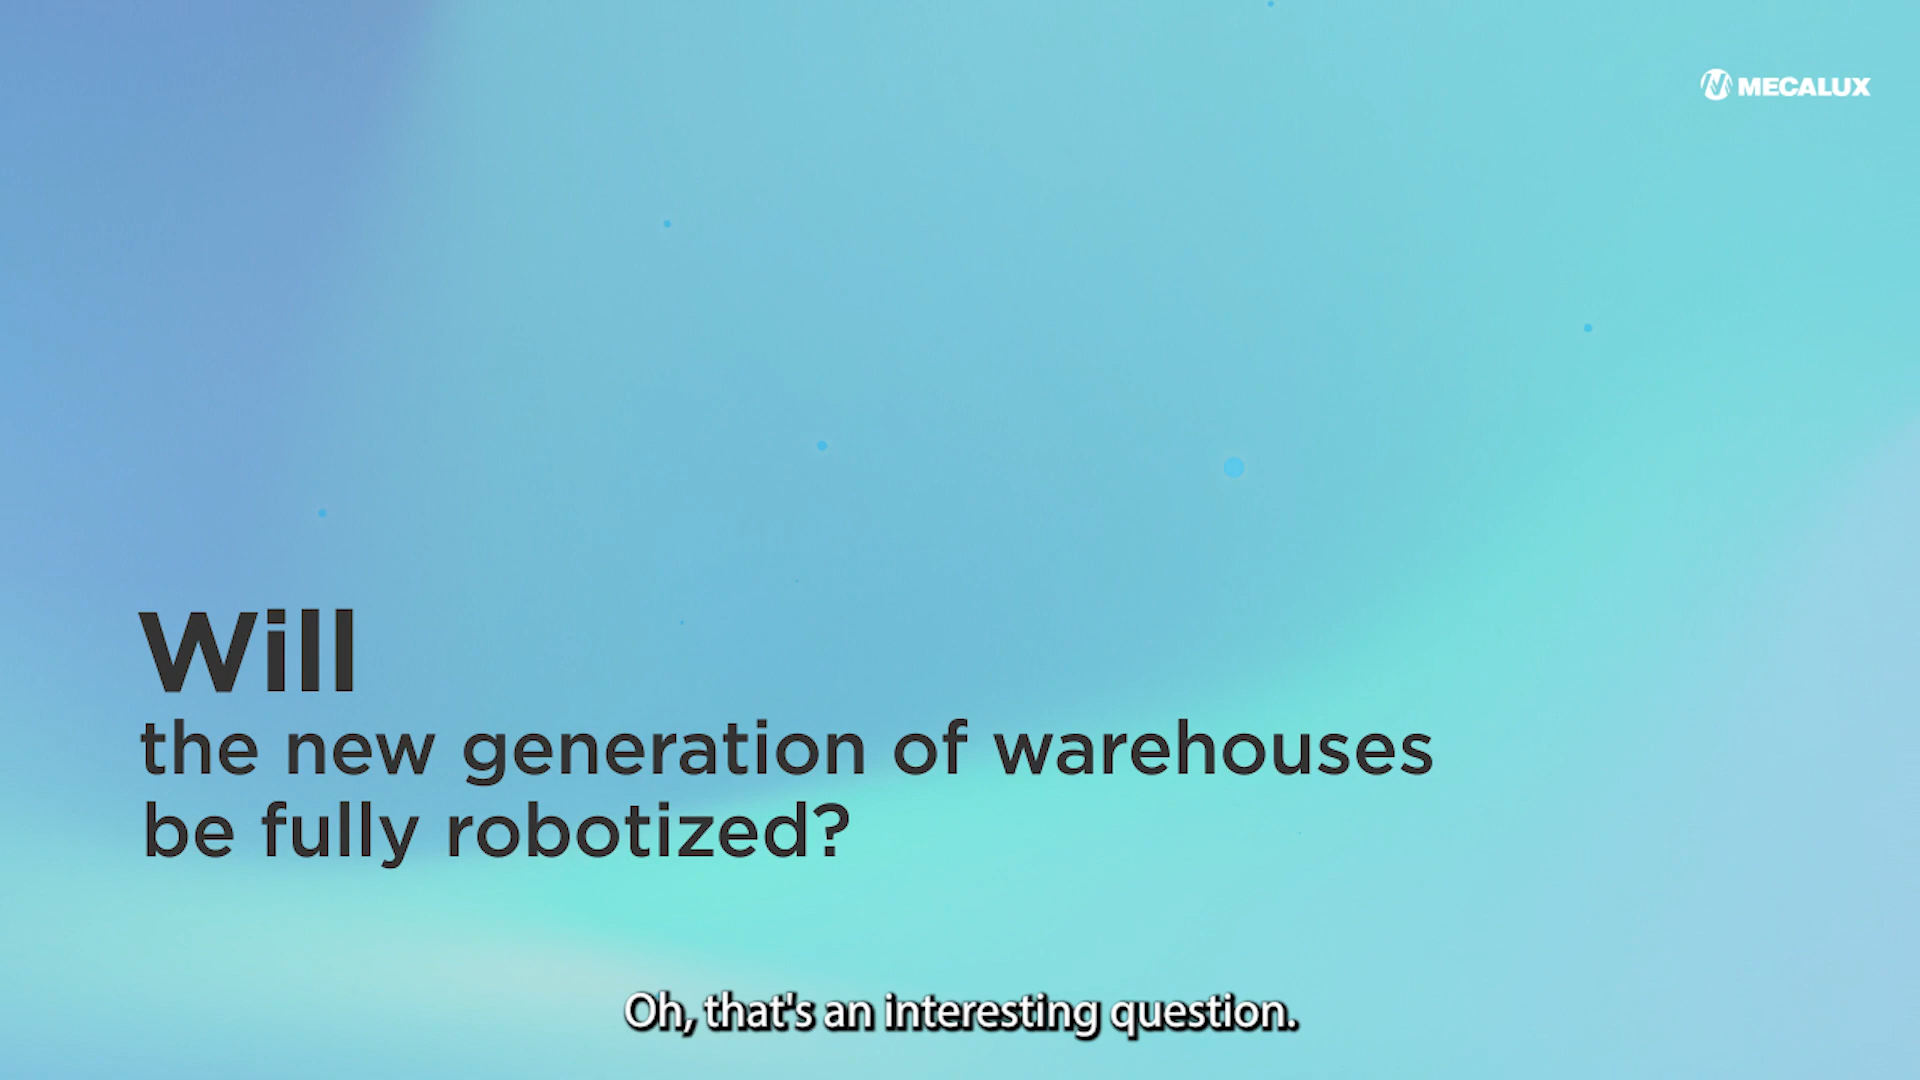 MECALUX
Will
the new generation of warehouses
be fully robotized?
Oh, that's an interesting question.